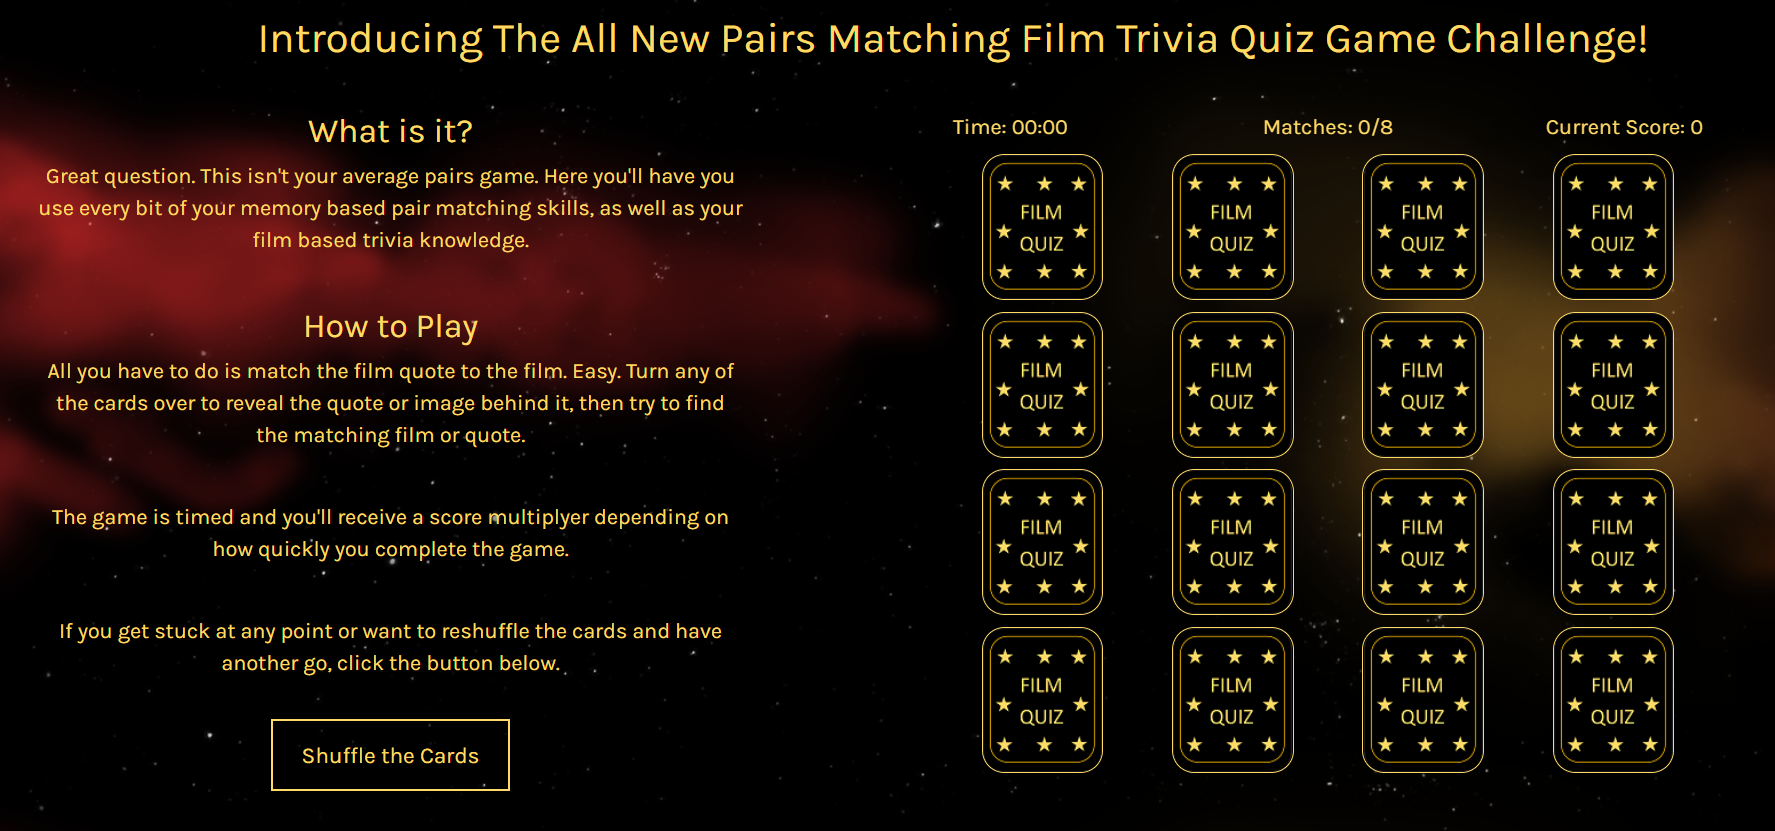 Introducing The All New Pairs Matching Film Trivia Quiz Game Challenge!
What is it?
Great question. This isn't your average pairs game. Here you'll have you
use every bit of your memory based pair matching skills, as well as your
film based trivia knowledge.
How to Play
All you have to do is match the film quote to the film. Easy. Turn any of
the cards over to reveal the quote or image behind it, then try to find
the matching film or quote.
The game is timed and you'll receive a score multiplyer depending on
how quickly you complete the game.
If you get stuck at any point or want to reshuffle the cards and have
another go, click the button below.
Shuffle the Cards
Time: 00:00 Matches: 0/8 Current Score: 0
FILM FILM FILM FILM
QUIZ QUIZ QUIZ QUIZ
FILM FILM FILM FILM
QUIZ QUIZ QUIZ QUIZ
FILM FILM FILM FILM
QUIZ QUIZ QUIZ QUIZ
FILM FILM FILM FILM
QUIZ QUIZ QUIZ QUIZ